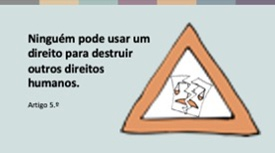 Ninguém pode usar um
direito para destruir
outros direitos
humanos.
Artigo 5.º